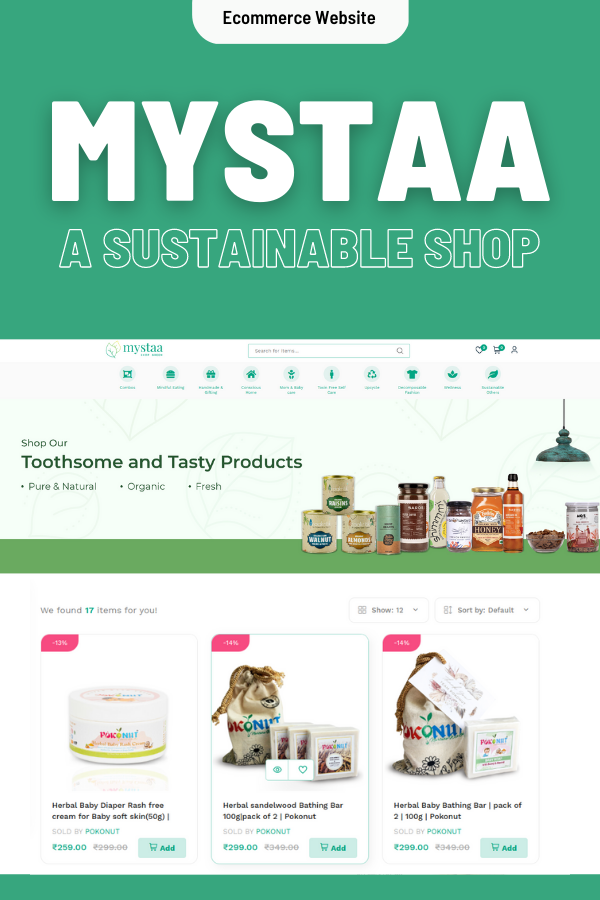 Ecommerce Website
MYSTAA
A SUSTAINABLE SHOP
mystaa
Search for items...
Mindful Eating
Homemade & Gifting
Conscious Home
Mom & Baby Love
Toxin Free Self Care
Upcycle
Decomposable Fashion
Wellness
Sustainable Others
Shop Our
Toothsome and Tasty Products
• Pure & Natural • Organic • Fresh
RAISINS
WALNUT
ALMONDS
HONEY
We found 17 items for you!
Show: 12
Sort by: Default
-13%
-14%
-14%
POKONUT
POKONUT
Herbal Baby Diaper Rash free
cream for Baby soft skin(50g) |
SOLD BY POKONUT
₹259.00 ₹299.00 Add
Herbal sandelwood Bathing Bar
100g|pack of 2 | Pokonut
SOLD BY POKONUT
₹299.00 ₹349.00 Add
Herbal Baby Bathing Bar | pack of
2 | 100g | Pokonut
SOLD BY POKONUT
₹299.00 ₹349.00 Add